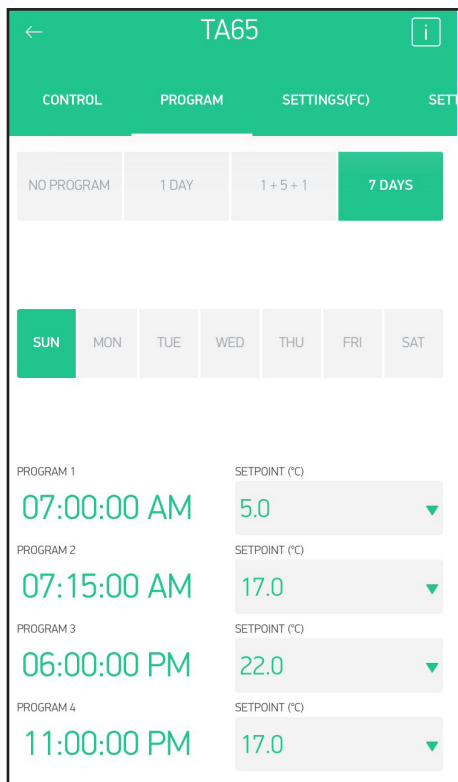 TA65
i
CONTROL PROGRAM SETTINGS(FC) SETT
NO PROGRAM 1 DAY 1 + 5 + 1 7 DAYS
SUN MON TUE WED THU FRI SAT
PROGRAM 1 SETPOINT (°C)
07:00:00 AM 5.0
PROGRAM 2 SETPOINT (°C)
07:15:00 AM 17.0
PROGRAM 3 SETPOINT (°C)
06:00:00 PM 22.0
PROGRAM 4 SETPOINT (°C)
11:00:00 PM 17.0